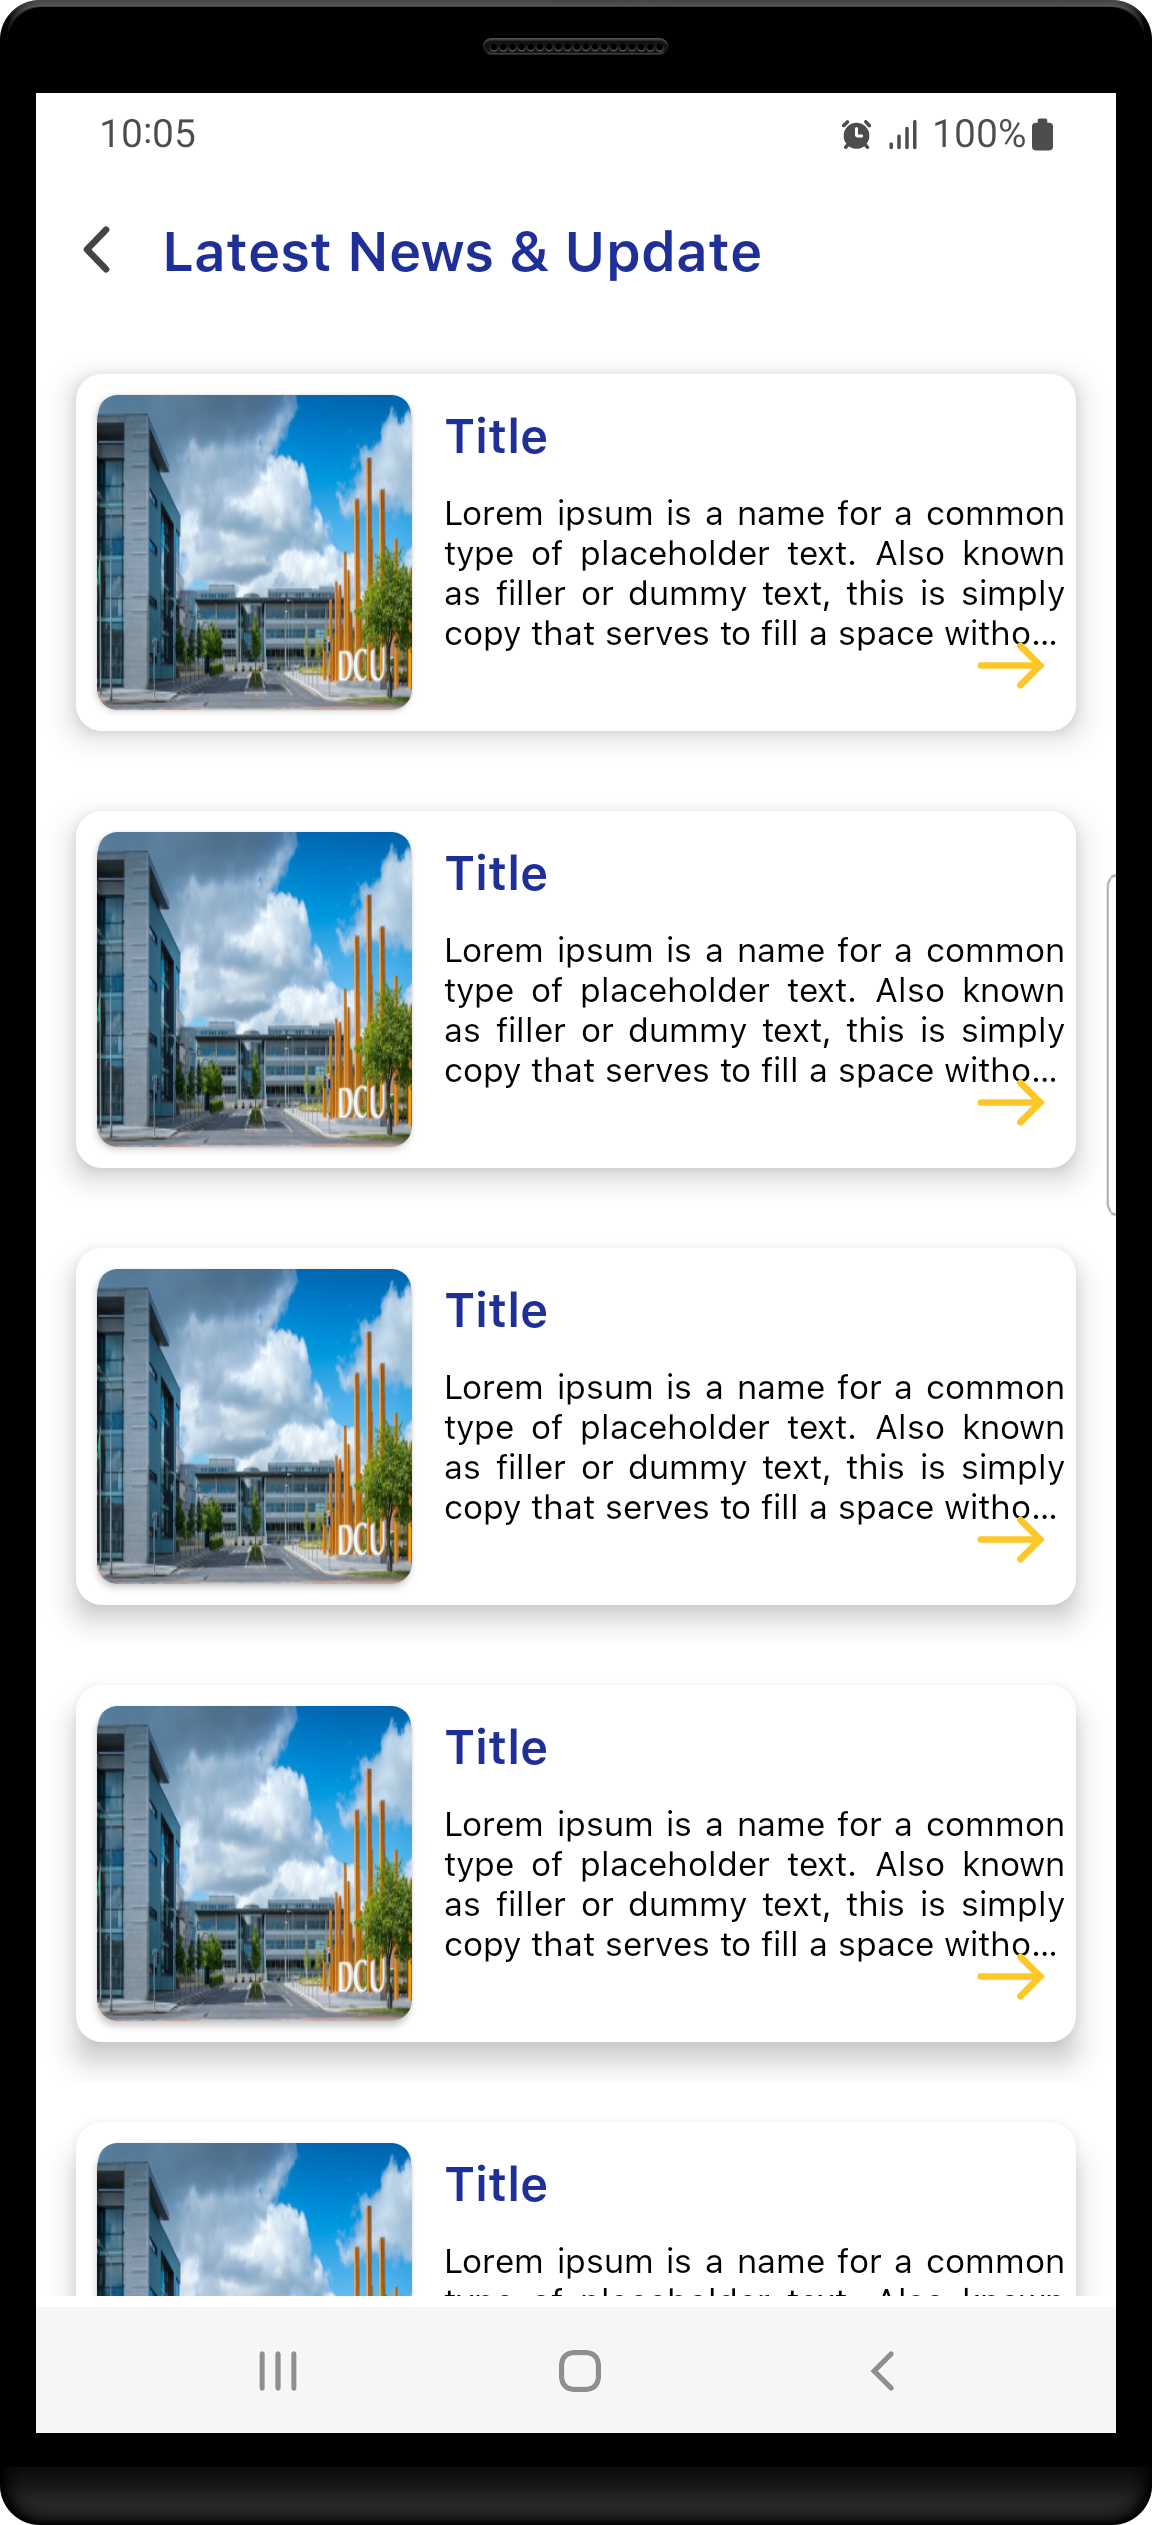 10:05
100%
Latest News & Update
Title
Lorem ipsum is a name for a common
type of placeholder text. Also known
as filler or dummy text, this is simply
copy that serves to fill a space witho...
DCU
Title
Lorem ipsum is a name for a common
type of placeholder text. Also known
as filler or dummy text, this is simply
copy that serves to fill a space witho...
DCU
Title
Lorem ipsum is a name for a common
type of placeholder text. Also known
as filler or dummy text, this is simply
copy that serves to fill a space witho...
DCU
Title
Lorem ipsum is a name for a common
type of placeholder text. Also known
as filler or dummy text, this is simply
copy that serves to fill a space witho...
DCU
Title
Lorem ipsum is a name for a common
type of placeholder text. Also known